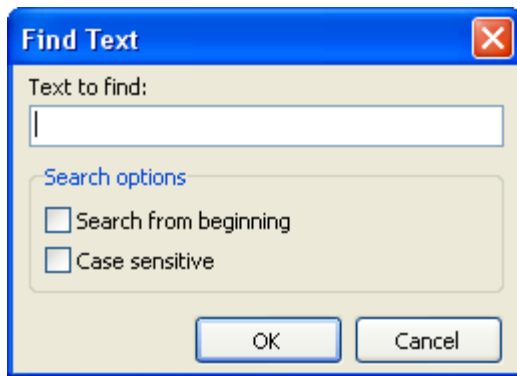 Find Text
Text to find:
Search options
Search from beginning
Case sensitive
OK Cancel